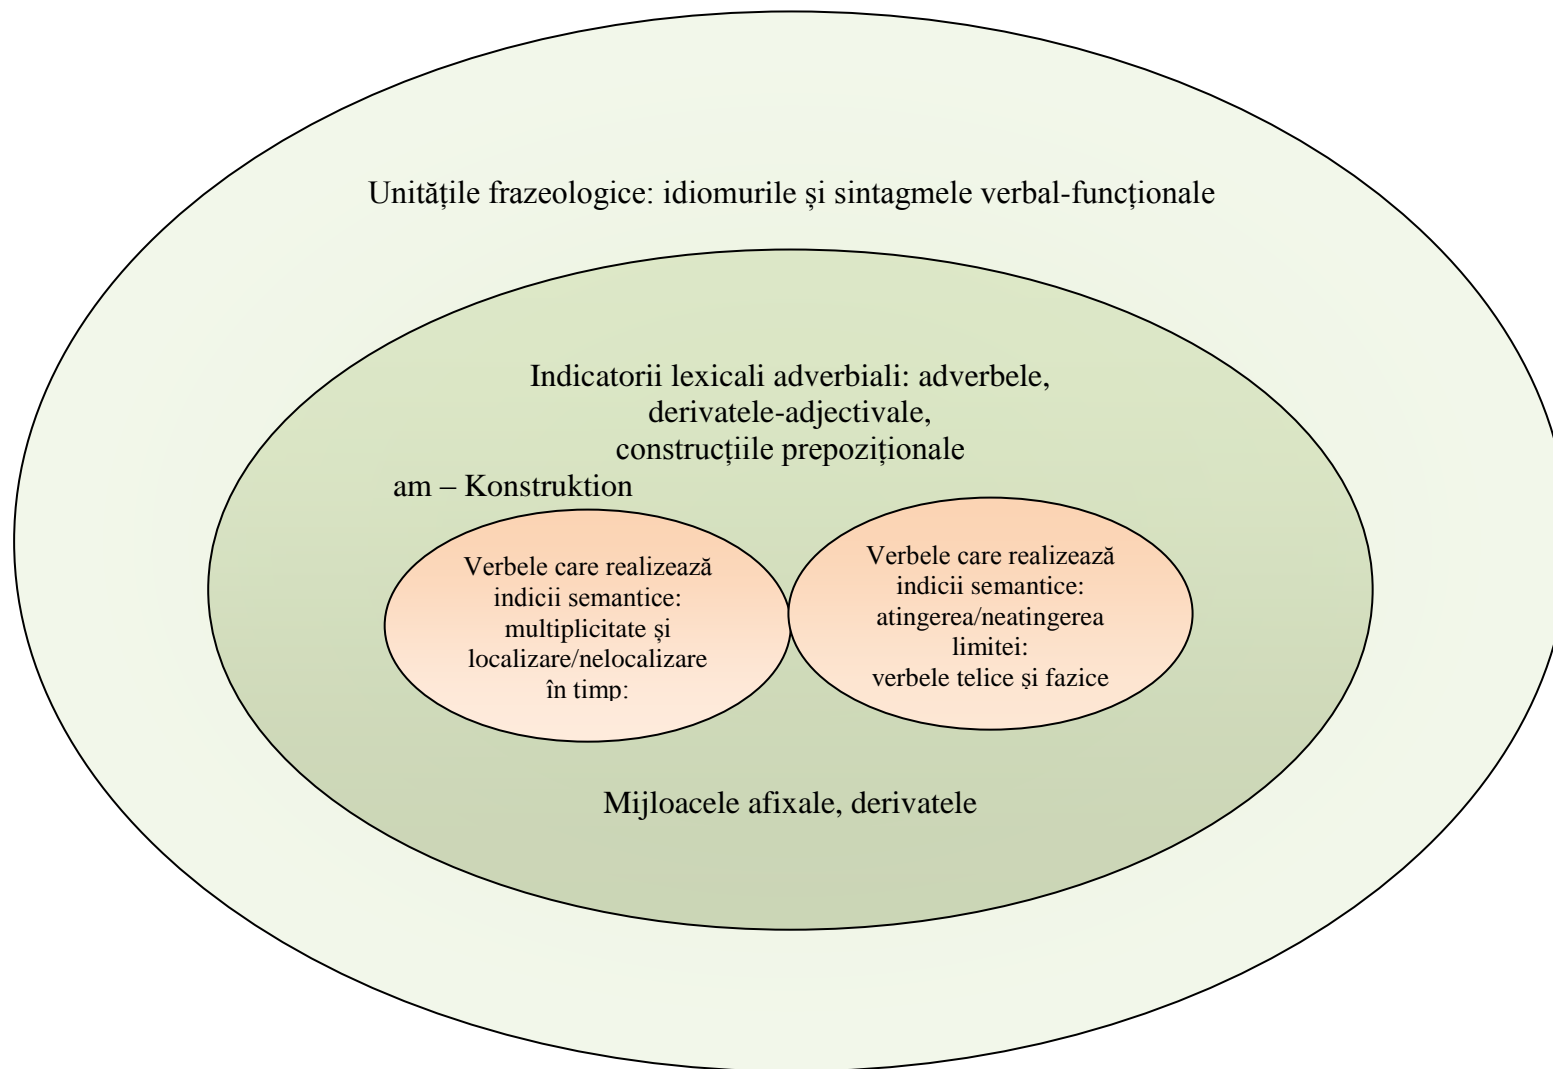 Unitățile frazeologice: idiomurile și sintagmele verbal-funcționale
Indicatorii lexicali adverbiali: adverbele,
derivatele-adjectivale,
construcțiile prepoziționale
am – Konstruktion
Verbele care realizează
indicii semantice:
multiplicitate și
localizare/nelocalizare
în timp:
Verbele care realizează
indicii semantice:
atingerea/neatingerea
limitei:
verbele telice și fazice
Mijloacele afixale, derivatele